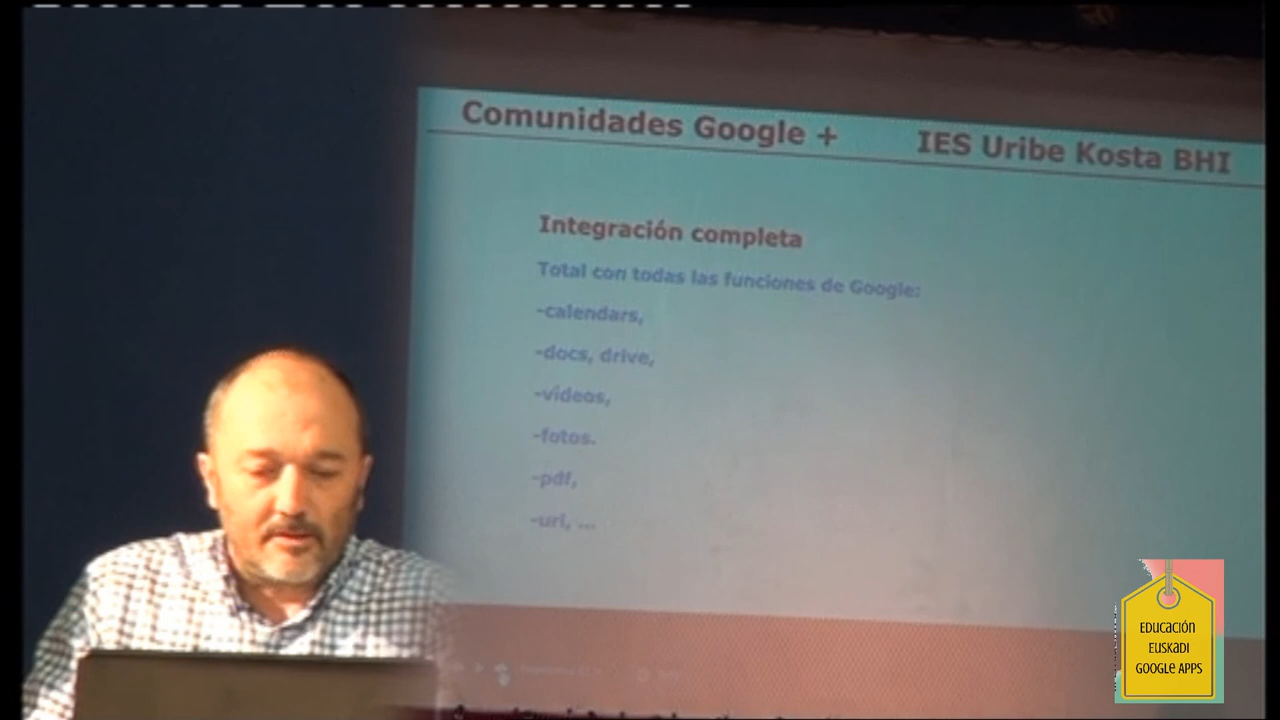 Comunidades Google +
IES Uribe Kosta BHI
Integración completa
Total con todas las funciones de Google:
-calendars,
-docs, drive,
-videos,
-fotos.
-pdf,
-url, ...
Educación
Euskadi
Google Apps